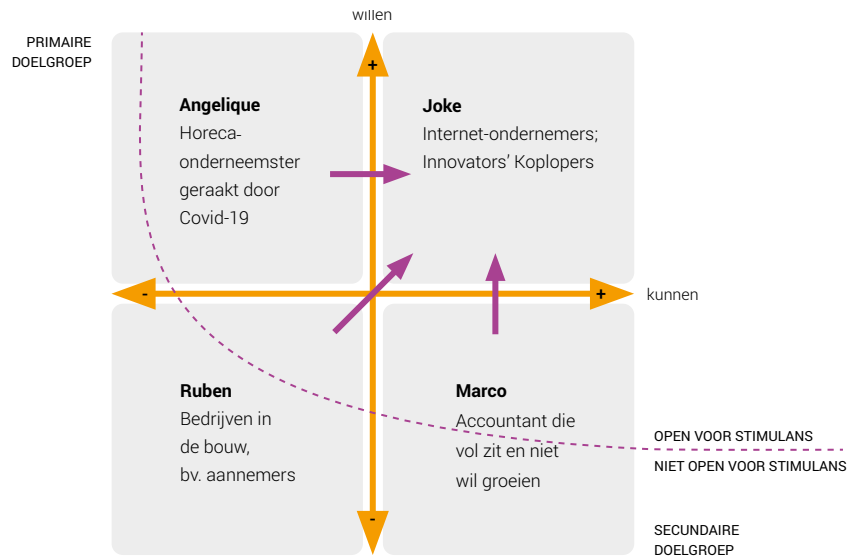 willen
PRIMAIRE
DOELGROEP
+
Angelique
Horeca-
onderneemster
geraakt door
Covid-19
Joke
Internet-ondernemers;
Innovators’ Koplopers
-
+
kunnen
Ruben
Bedrijven in
de bouw,
bv. aannemers
Marco
Accountant die
vol zit en niet
wil groeien
OPEN VOOR STIMULANS
NIET OPEN VOOR STIMULANS
-
SECUNDAIRE
DOELGROEP